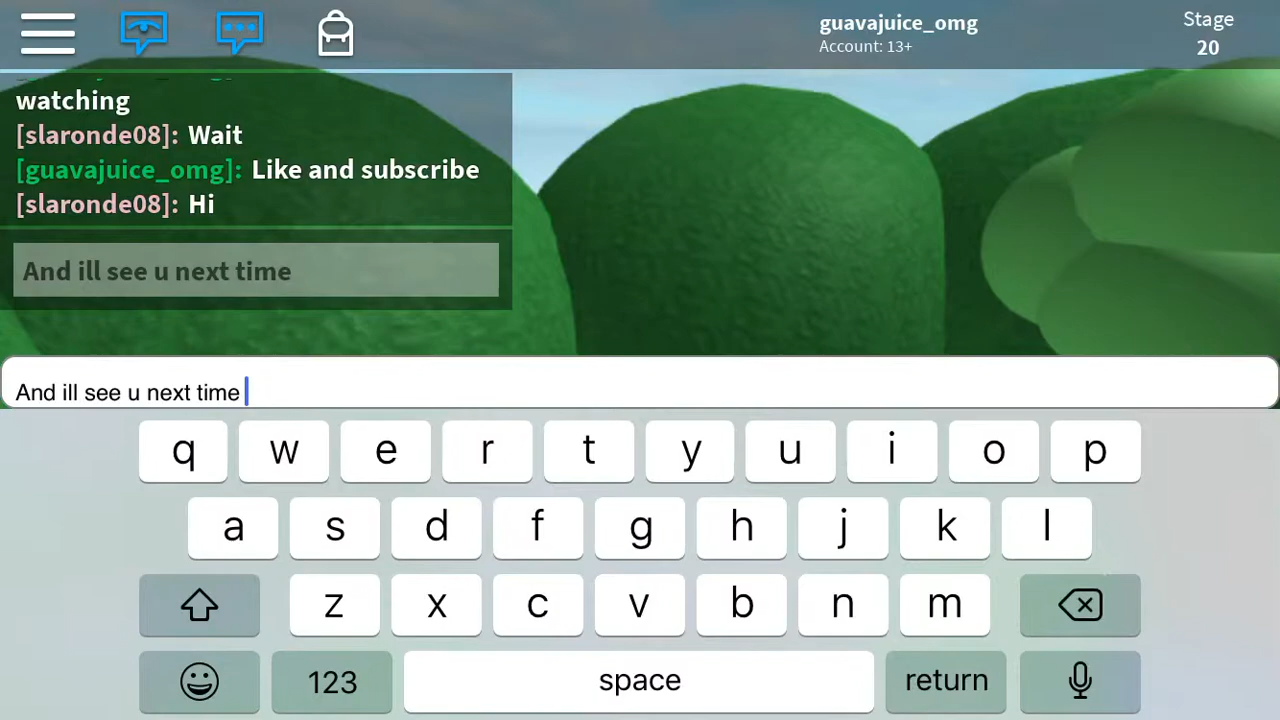 guavajuice_omg
Account: 13+
Stage
20
watching
[slaronde08]: Wait
[guavajuice_omg]: Like and subscribe
[slaronde08]: Hi
And ill see u next time
And ill see u next time
q w e r t y u i o p
a s d f g h j k l
z x c v b n m
123 space return